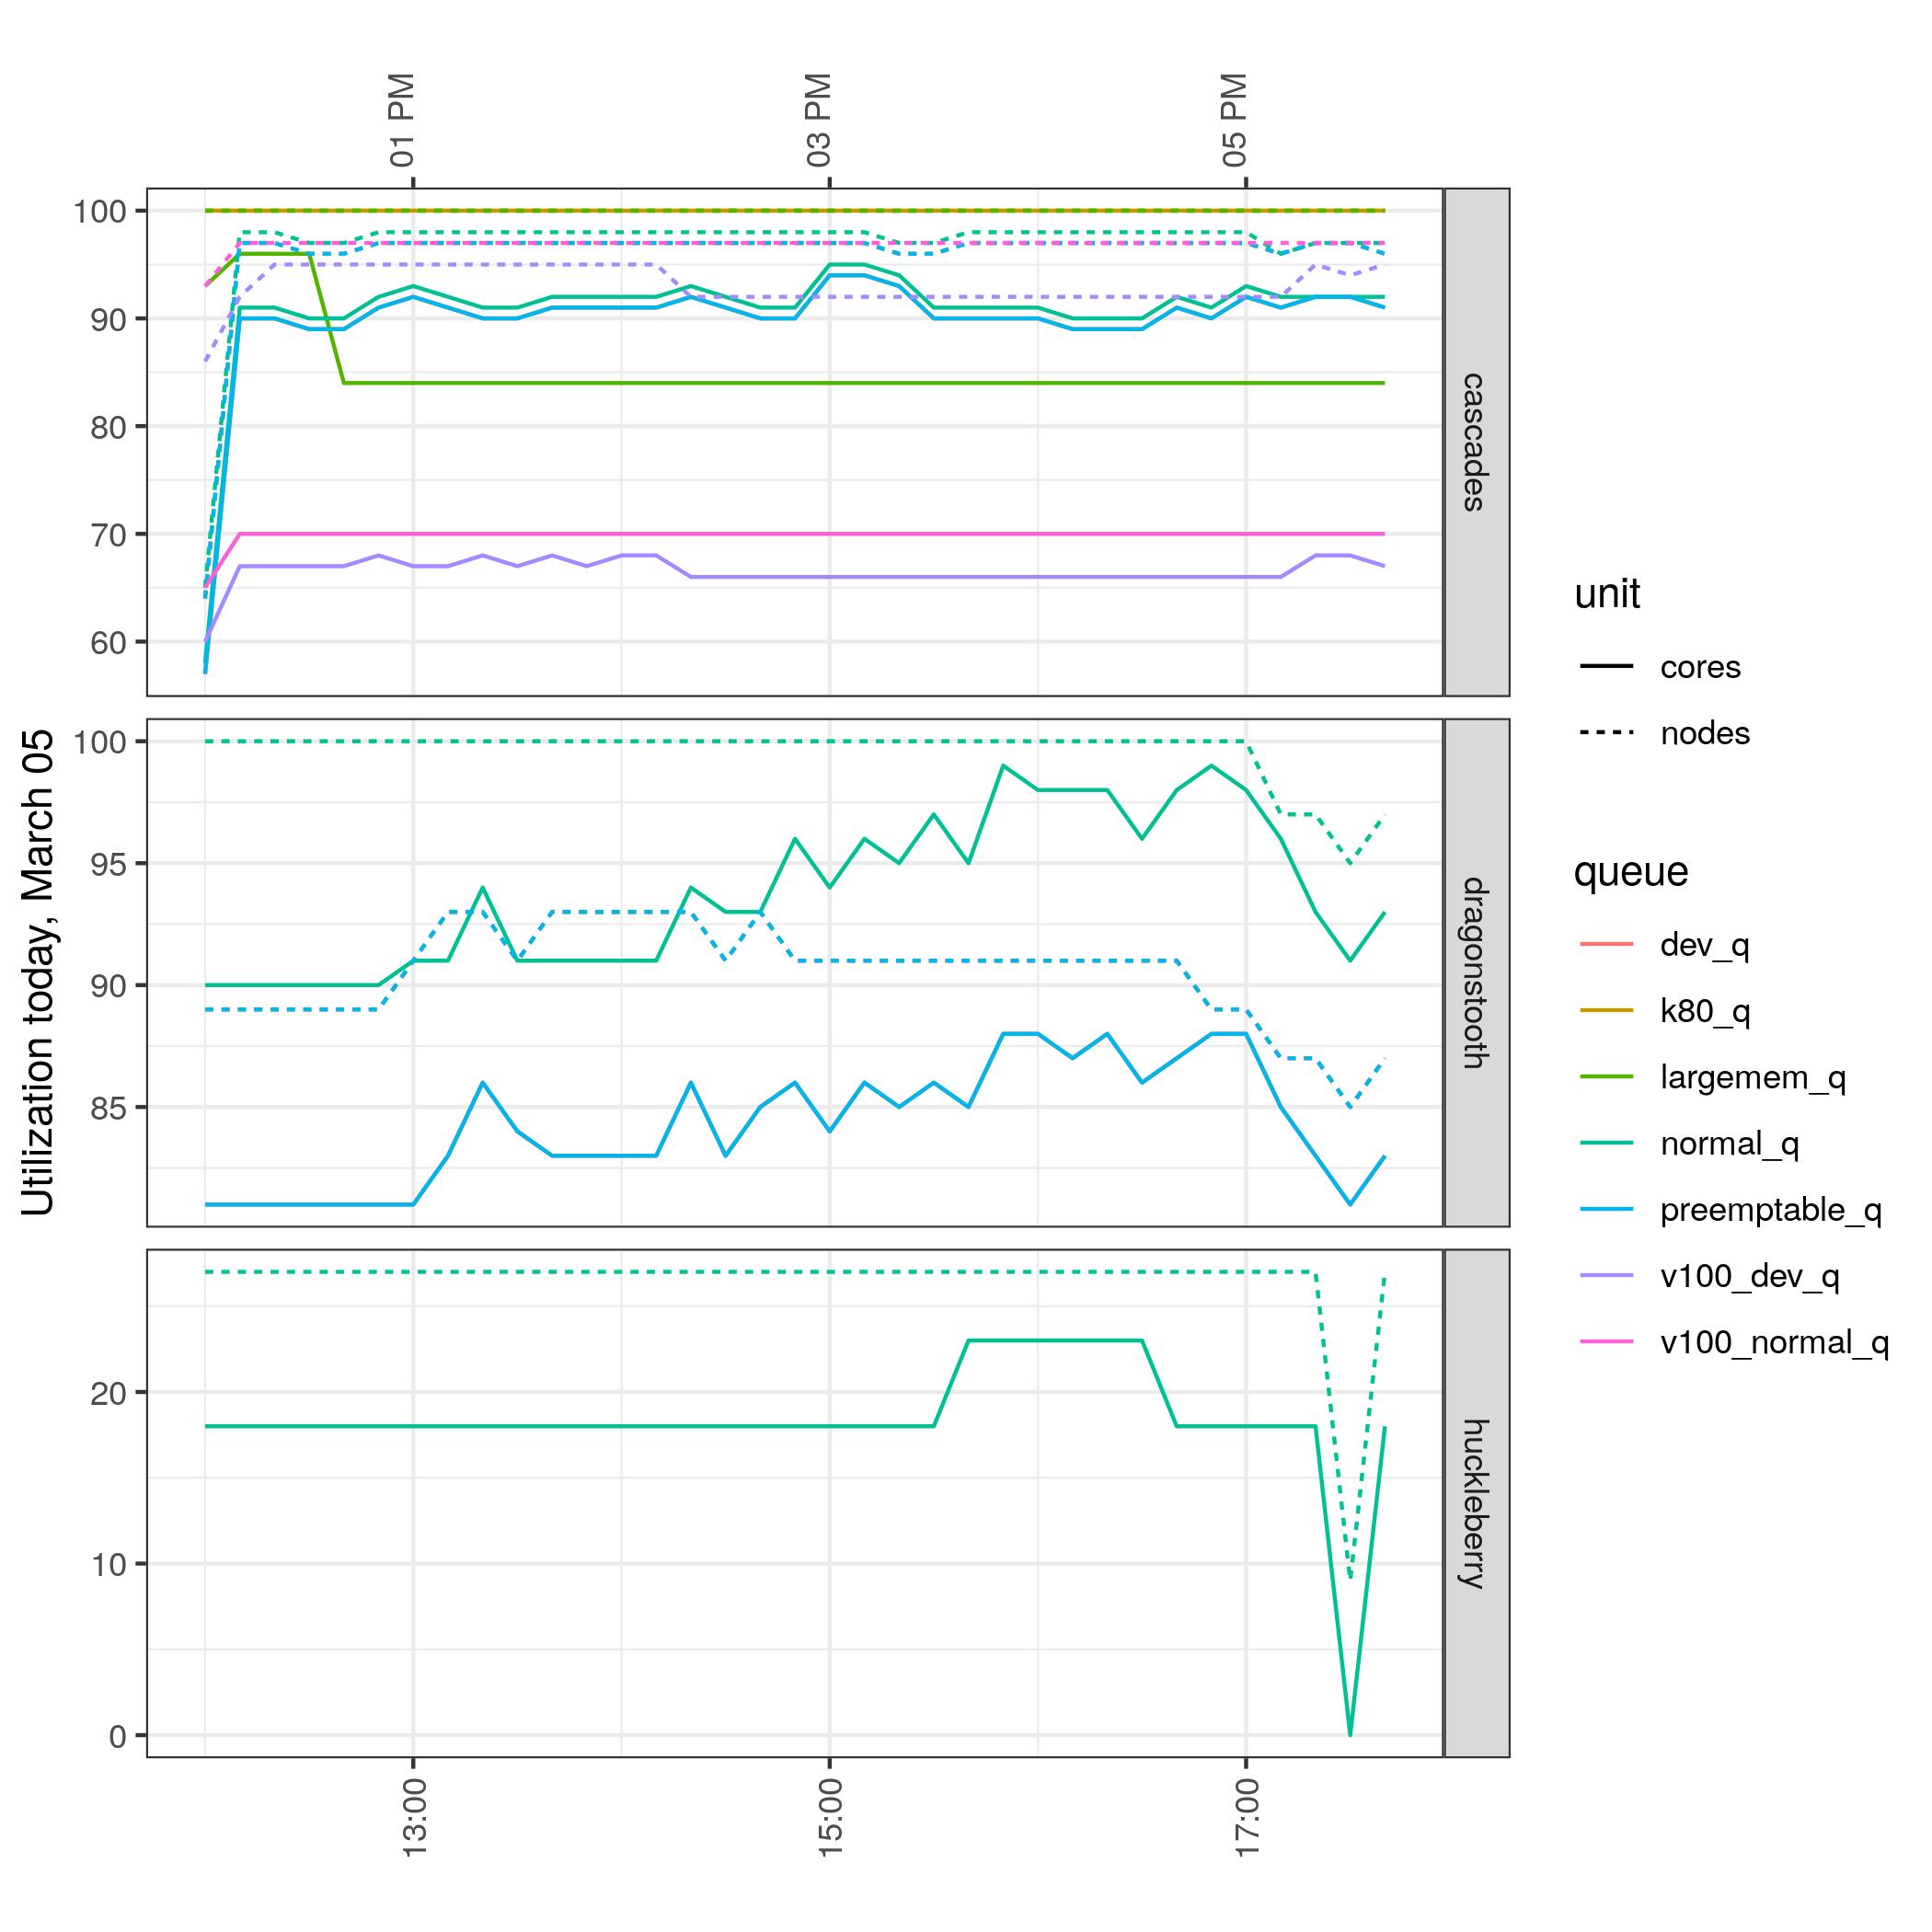 01 PM
03 PM
05 PM
Utilization today, March 05
100
90
80
70
60
cascades
100
95
90
85
dragonstooth
20
10
0
huckleberry
13:00
15:00
17:00
unit
cores
nodes
queue
dev_q
k80_q
largemem_q
normal_q
preemptable_q
v100_dev_q
v100_normal_q